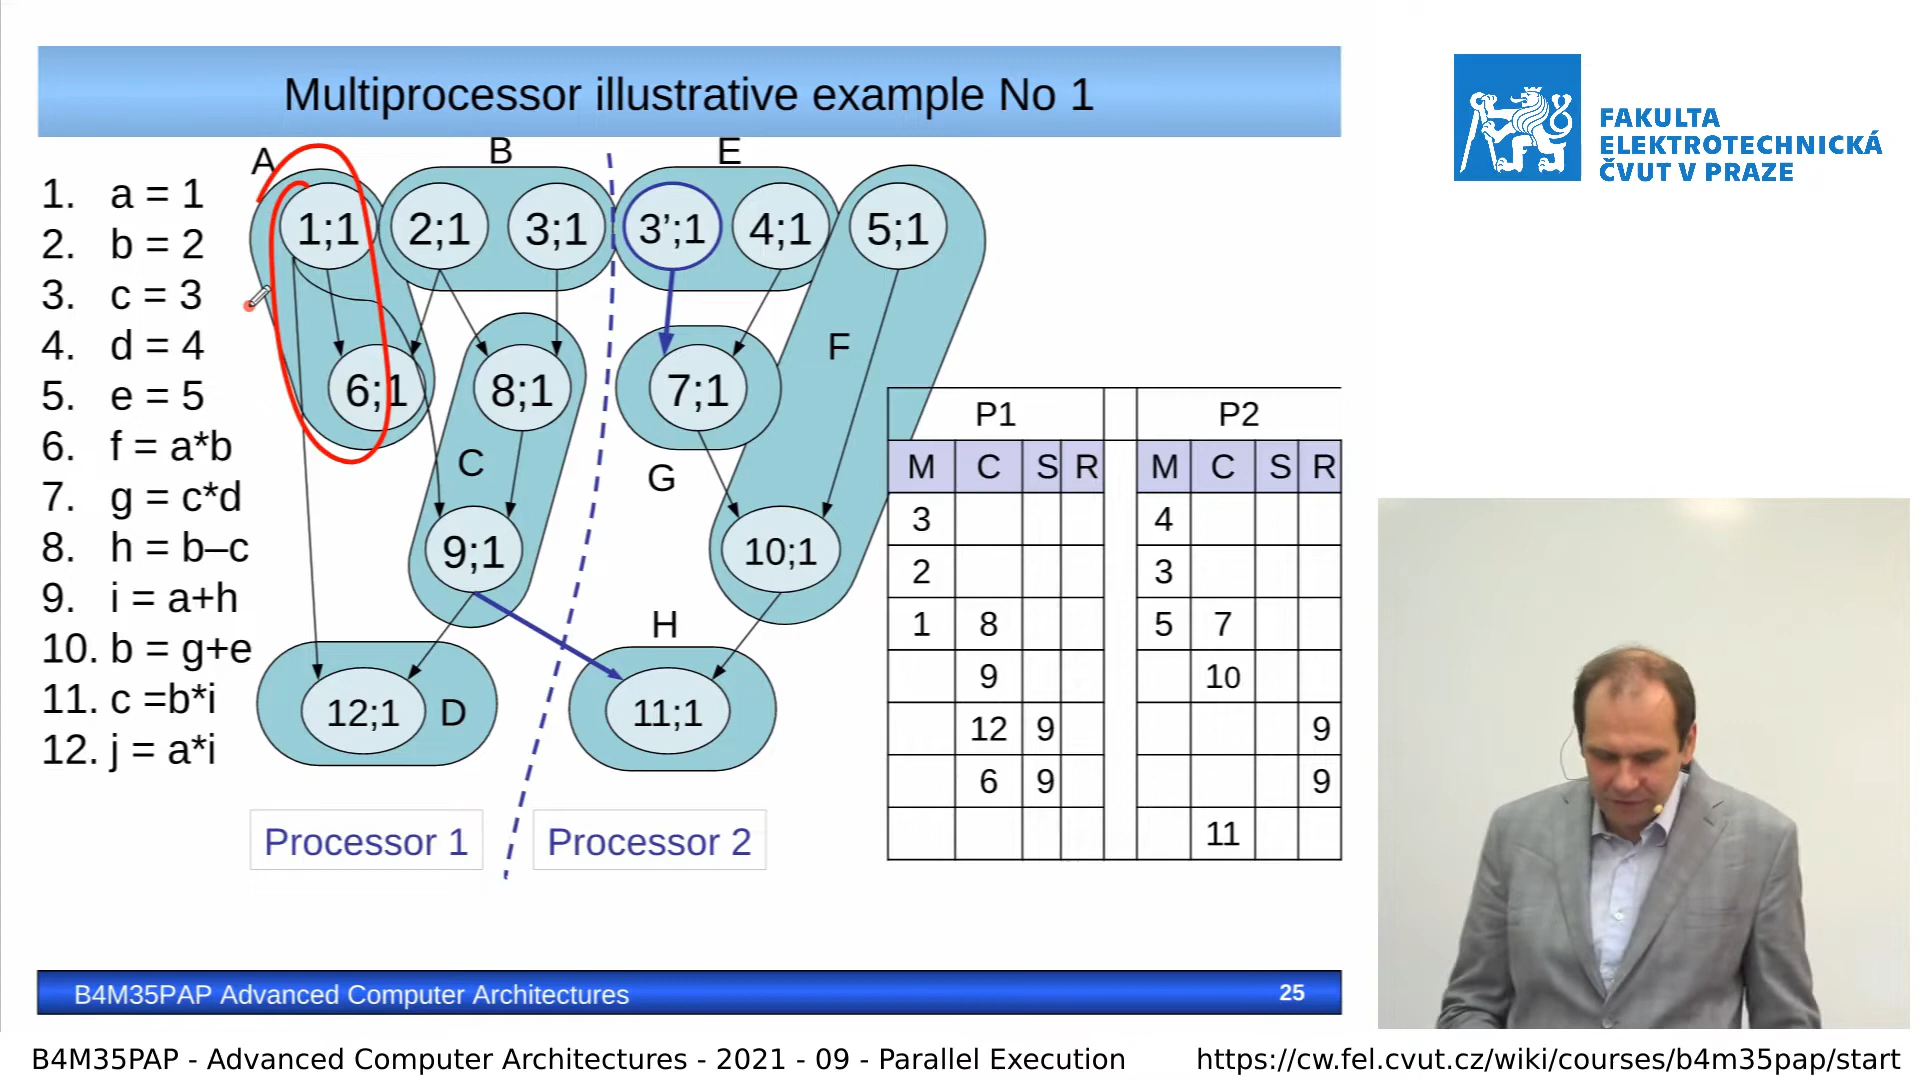 Multiprocessor illustrative example No 1
1. a = 1
2. b = 2
3. c = 3
4. d = 4
5. e = 5
6. f = a*b
7. g = c*d
8. h = b–c
9. i = a+h
10. b = g+e
11. c =b*i
12. j = a*i
A
B
E
1;1
2;1
3;1
3’;1
4;1
5;1
F
6;1
8;1
7;1
C
G
9;1
10;1
H
12;1
D
11;1
Processor 1
Processor 2
P1 P2
M C S R M C S R
3 4
2 3
1 8 5 7
9 10
12 9 9
6 9 9
11
B4M35PAP Advanced Computer Architectures
25
FAKULTA
ELEKTROTECHNICKÁ
ČVUT V PRAZE
B4M35PAP - Advanced Computer Architectures - 2021 - 09 - Parallel Execution
https://cw.fel.cvut.cz/wiki/courses/b4m35pap/start